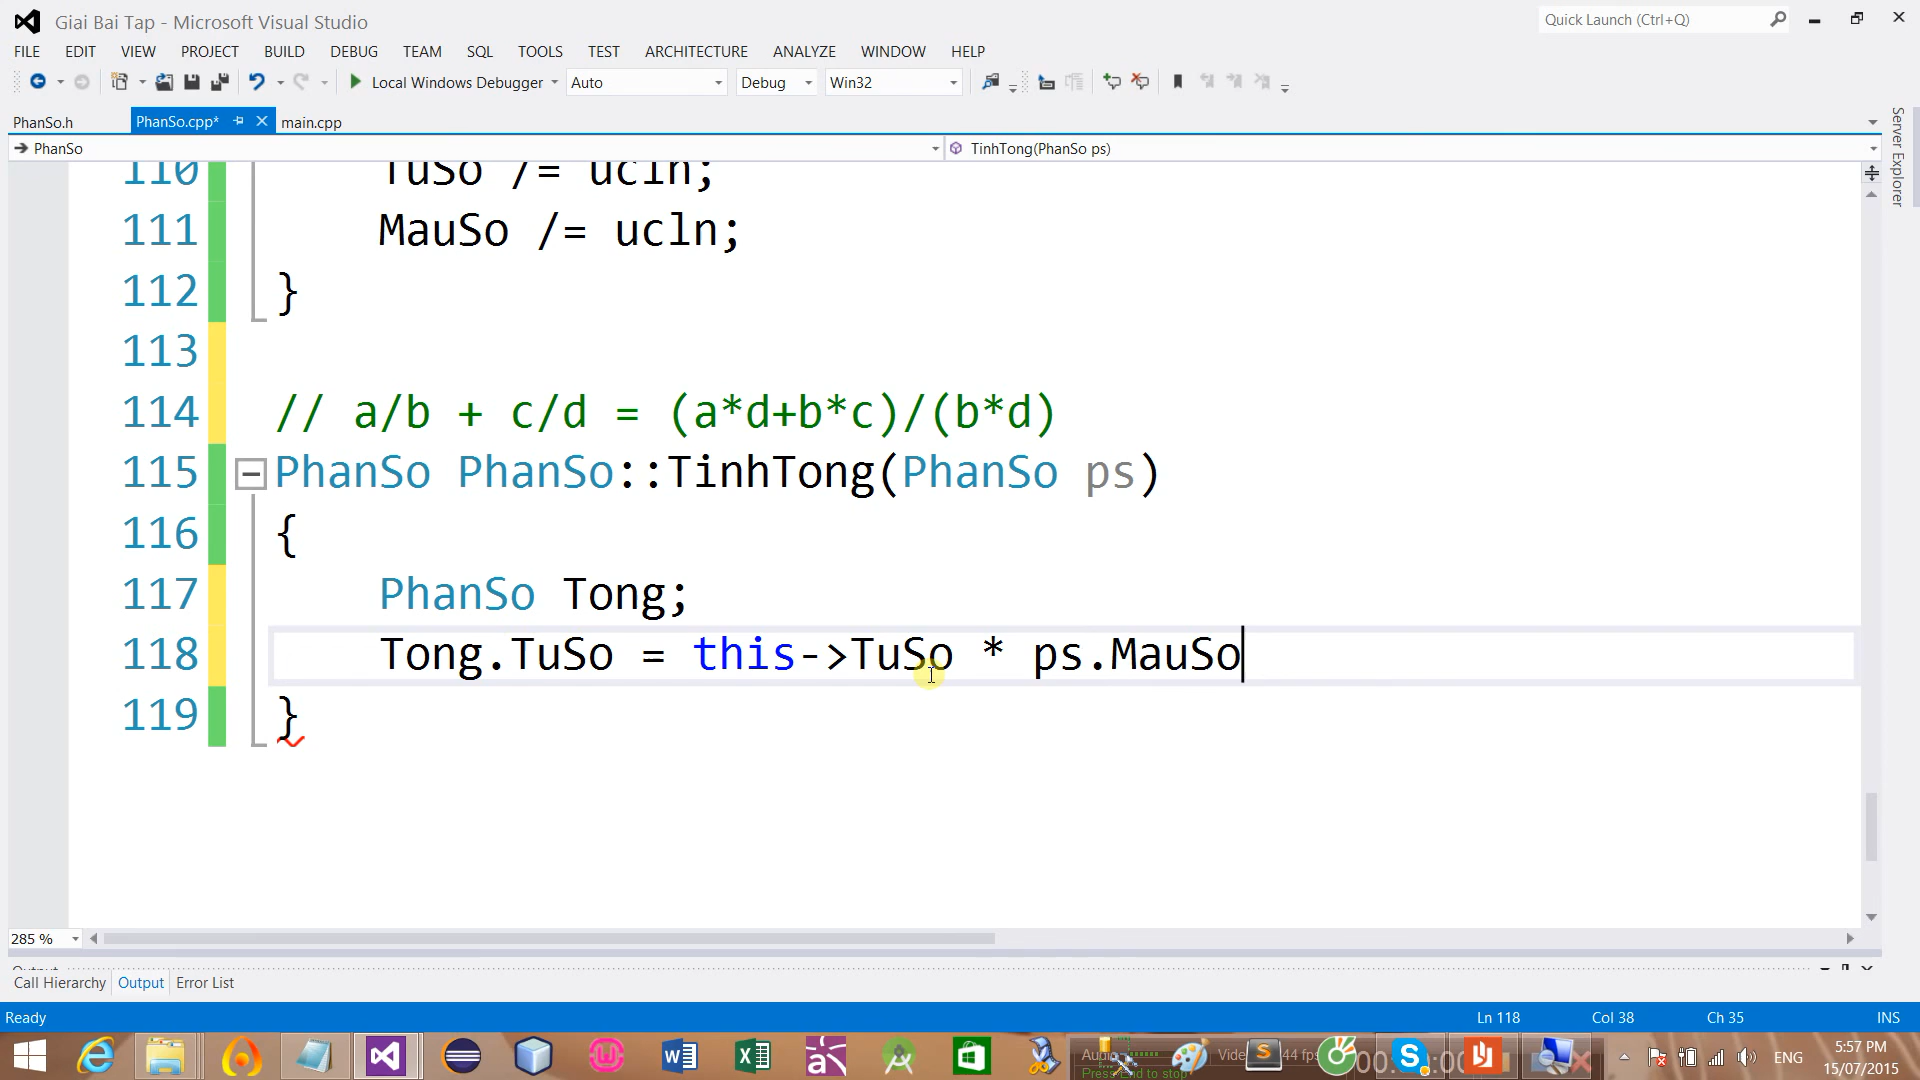 Giai Bai Tap - Microsoft Visual Studio
Quick Launch (Ctrl+Q)
FILE EDIT VIEW PROJECT BUILD DEBUG TEAM SQL TOOLS TEST ARCHITECTURE ANALYZE WINDOW HELP
Local Windows Debugger Auto Debug Win32
PhanSo.h PhanSo.cpp* main.cpp
PhanSo TinhTong(PhanSo ps)
Server Explorer
110 TuSo /= ucln;
111 MauSo /= ucln;
112 }
113
114 // a/b + c/d = (a*d+b*c)/(b*d)
115 PhanSo PhanSo::TinhTong(PhanSo ps)
116 {
117 PhanSo Tong;
118 Tong.TuSo = this->TuSo * ps.MauSo
119 }
285 %
Call Hierarchy Output Error List
Ready Ln 118 Col 38 Ch 35 INS
ENG
5:57 PM
15/07/2015